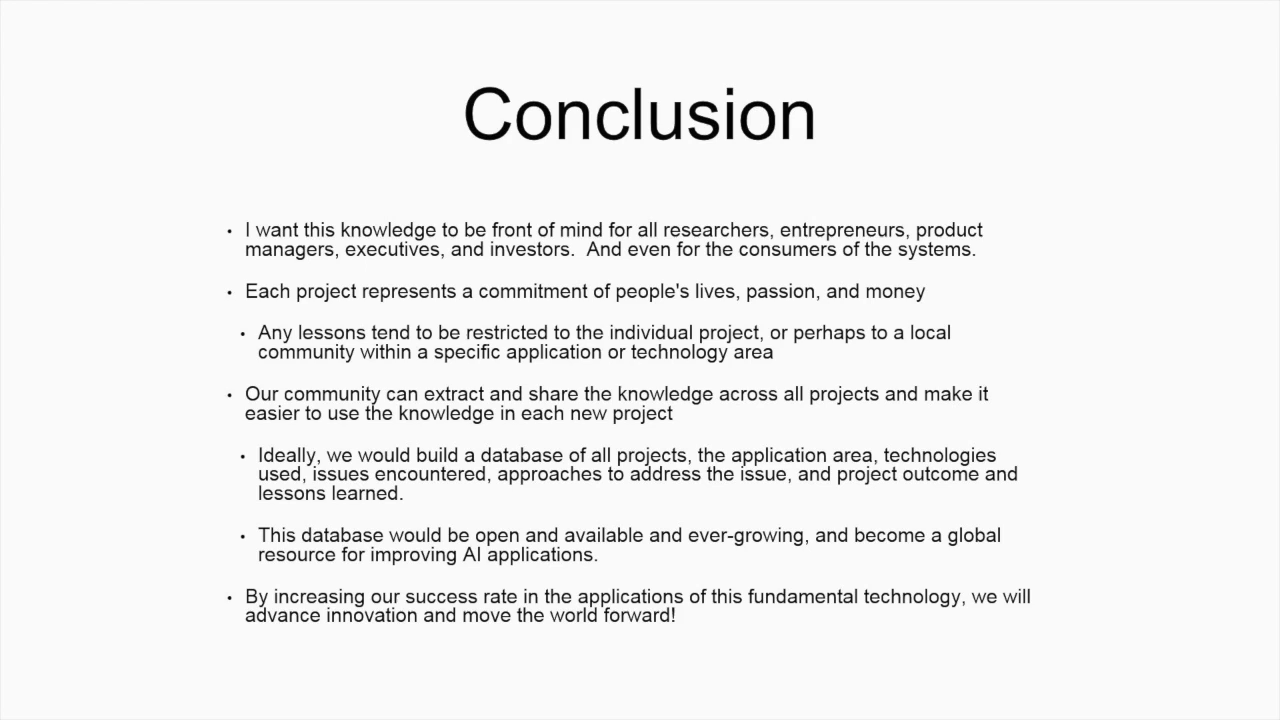 Conclusion
• I want this knowledge to be front of mind for all researchers, entrepreneurs, product
managers, executives, and investors.  And even for the consumers of the systems.
• Each project represents a commitment of people's lives, passion, and money
• Any lessons tend to be restricted to the individual project, or perhaps to a local
community within a specific application or technology area
• Our community can extract and share the knowledge across all projects and make it
easier to use the knowledge in each new project
• Ideally, we would build a database of all projects, the application area, technologies
used, issues encountered, approaches to address the issue, and project outcome and
lessons learned.
• This database would be open and available and ever-growing, and become a global
resource for improving AI applications.
• By increasing our success rate in the applications of this fundamental technology, we will
advance innovation and move the world forward!